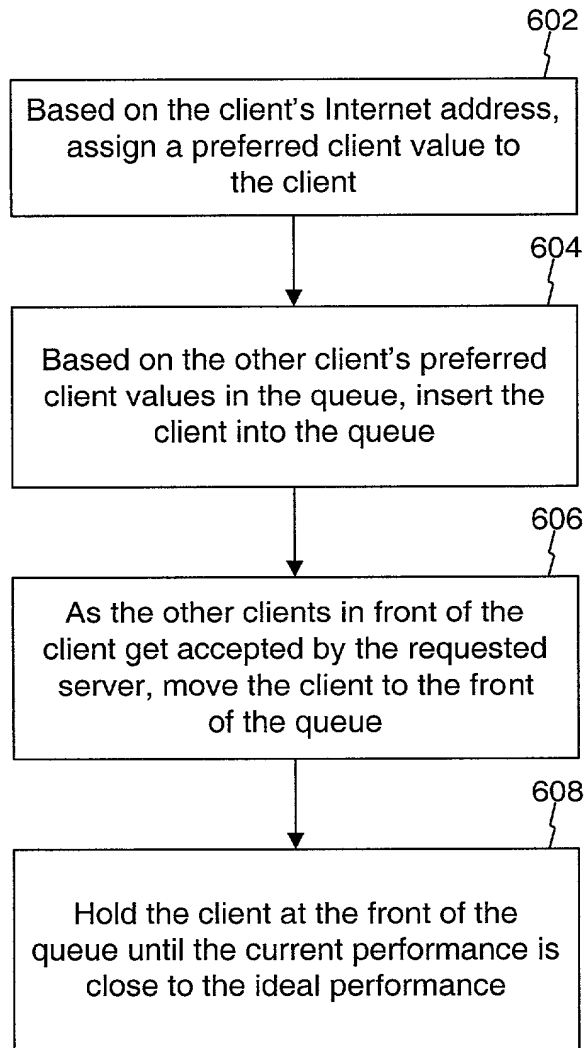 602
Based on the client's Internet address,
assign a preferred client value to
the client
604
Based on the other client's preferred
client values in the queue, insert the
client into the queue
606
As the other clients in front of the
client get accepted by the requested
server, move the client to the front
of the queue
608
Hold the client at the front of the
queue until the current performance is
close to the ideal performance